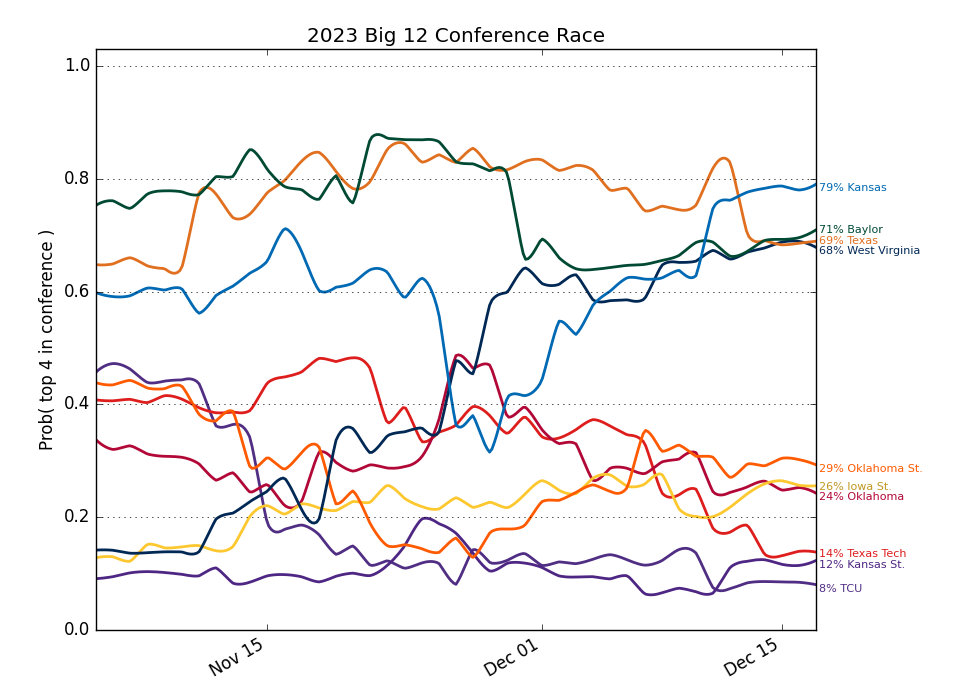 2023 Big 12 Conference Race
Prob( top 4 in conference )
1.0
0.8
0.6
0.4
0.2
0.0
Nov 15
Dec 01
Dec 15
79% Kansas
71% Baylor
69% Texas
68% West Virginia
29% Oklahoma St.
26% Iowa St.
24% Oklahoma
14% Texas Tech
12% Kansas St.
8% TCU